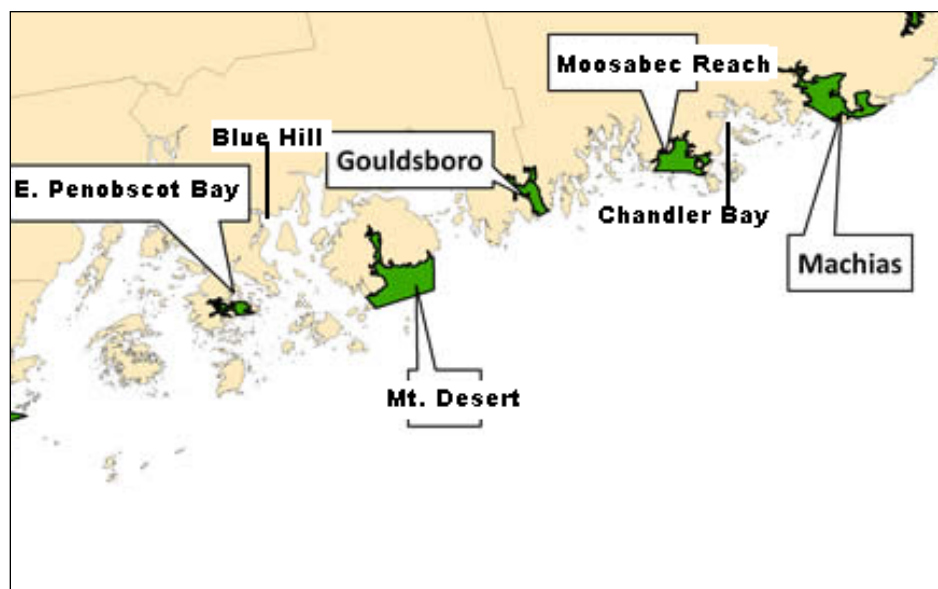 Moosabec Reach
Blue Hill
Gouldsboro
E. Penobscot Bay
Chandler Bay
Machias
Mt. Desert